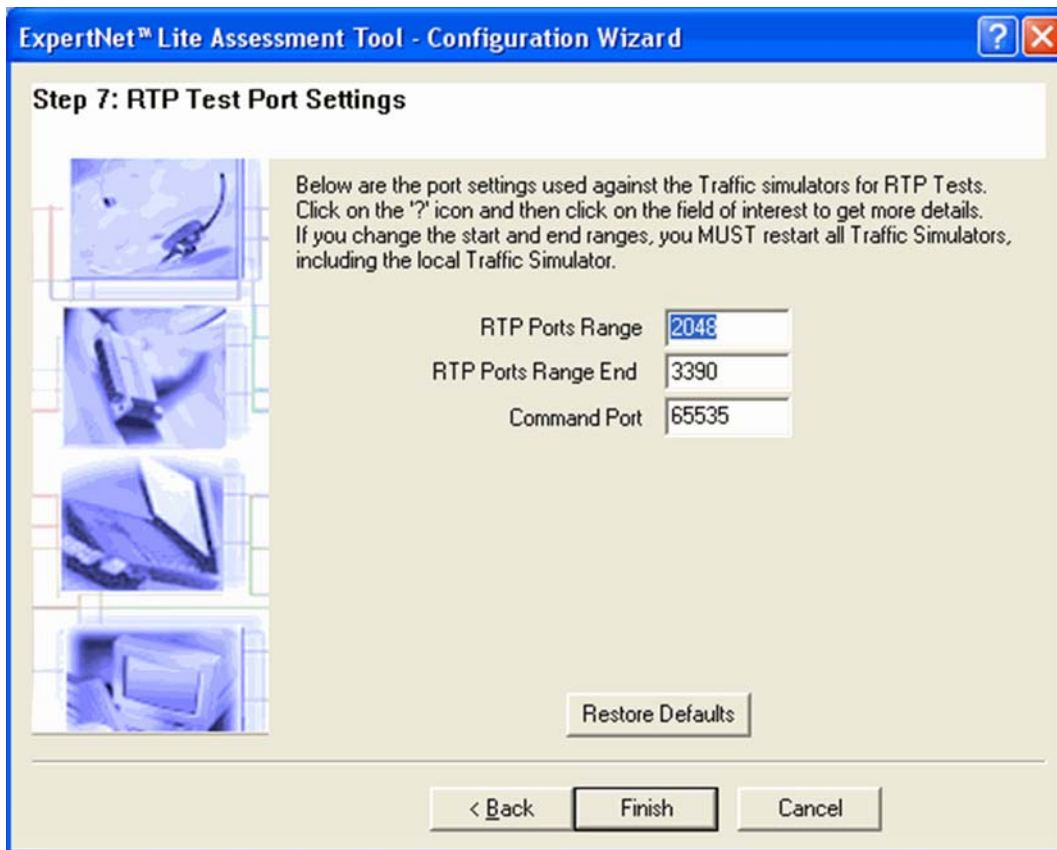 ExpertNet™ Lite Assessment Tool - Configuration Wizard
?
Step 7: RTP Test Port Settings
Below are the port settings used against the Traffic simulators for RTP Tests.
Click on the '?' icon and then click on the field of interest to get more details.
If you change the start and end ranges, you MUST restart all Traffic Simulators,
including the local Traffic Simulator.
RTP Ports Range 2048
RTP Ports Range End 3390
Command Port 65535
Restore Defaults
< Back Finish Cancel